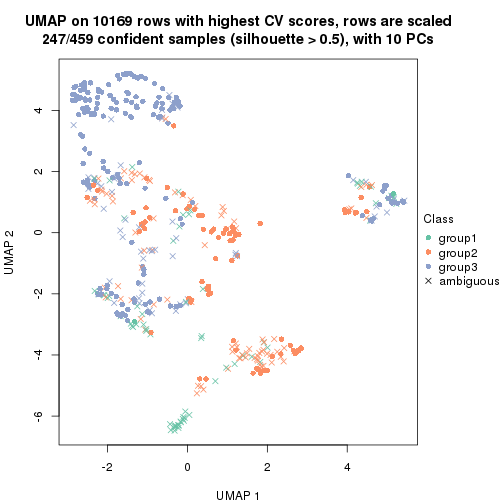 UMAP on 10169 rows with highest CV scores, rows are scaled
247/459 confident samples (silhouette > 0.5), with 10 PCs
4
2
0
-2
-4
-6
UMAP 2
-2
0
2
4
UMAP 1
Class
group1
group2
group3
ambiguous